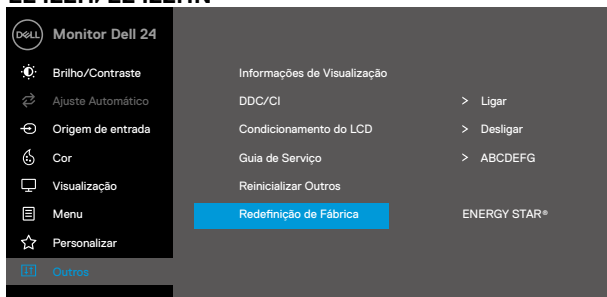 DELL Monitor Dell 24
Brilho/Contraste Informações de Visualização
Ajuste Automático DDC/CI > Ligar
Origem de entrada Condicionamento do LCD > Desligar
Cor Guia de Serviço > ABCDEFG
Visualização Reinicializar Outros
Menu Redefinição de Fábrica ENERGY STAR®
Personalizar
Outros